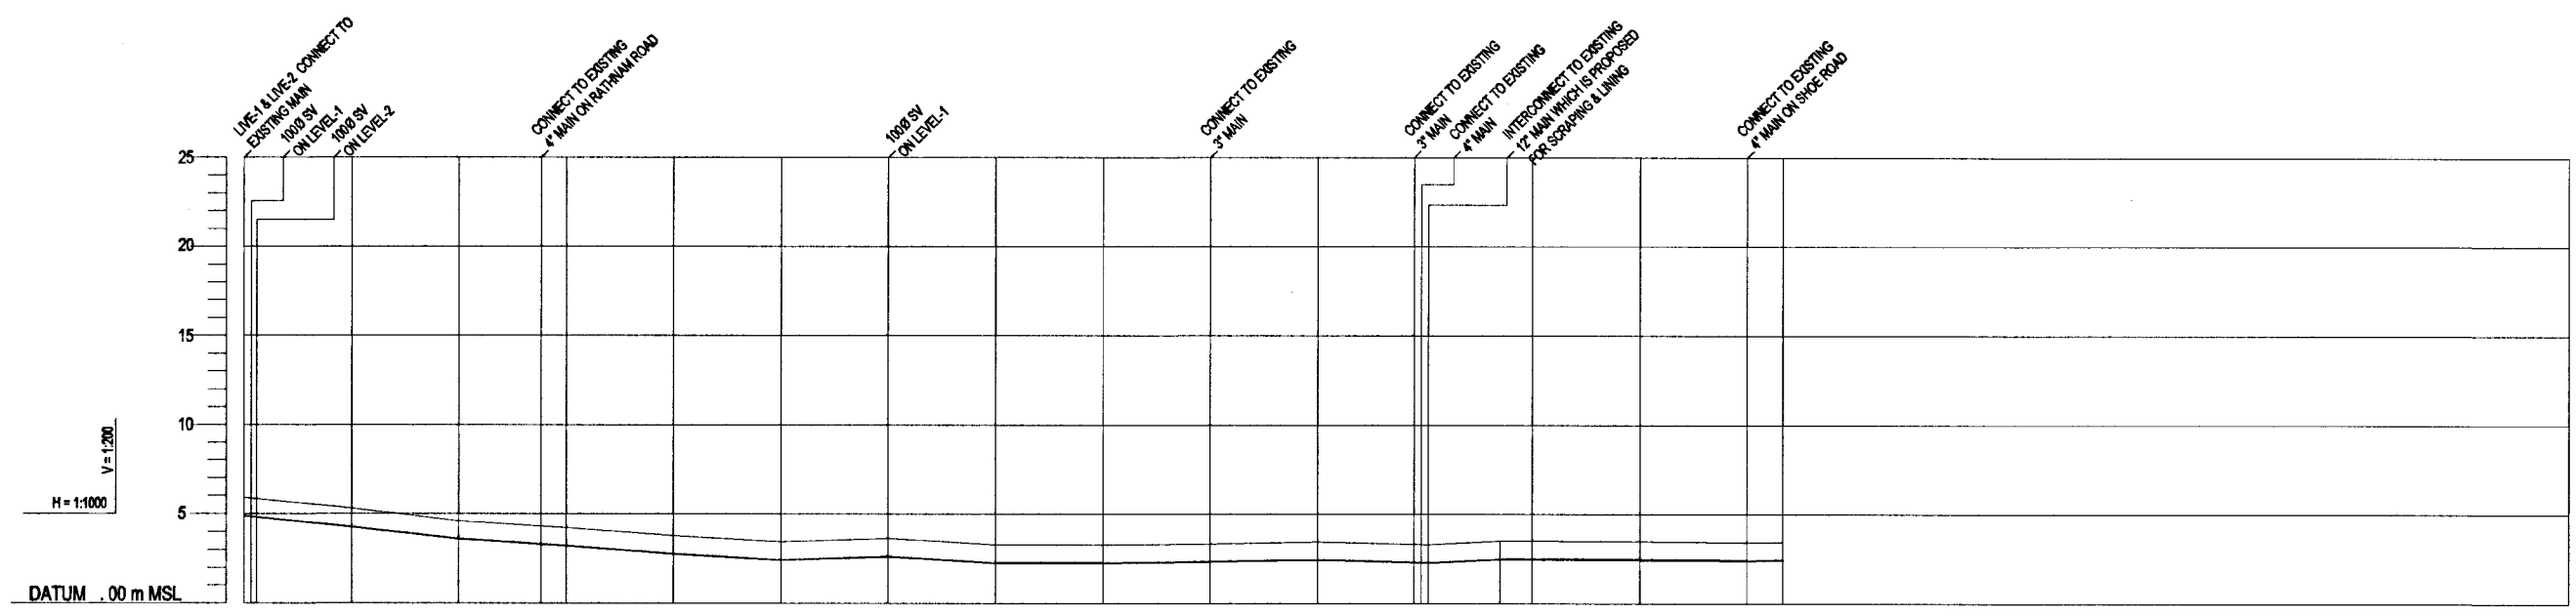 LIVE-1 & LIVE-2 CONNECT TO
EXISTING MAIN
100Ø SV
ON LEVEL-1
100Ø SV
ON LEVEL-2
CONNECT TO EXISTING
4" MAIN ON RATHNAM ROAD
100Ø SV
ON LEVEL-1
CONNECT TO EXISTING
3" MAIN
CONNECT TO EXISTING
3" MAIN
CONNECT TO EXISTING
4" MAIN
INTERCONNECT TO EXISTING
12" MAIN WHICH IS PROPOSED
FOR SCRAPING & LINING
CONNECT TO EXISTING
4" MAIN ON SHOE ROAD
25
20
15
10
5
V = 1:200
H = 1:1000
DATUM .00 m MSL